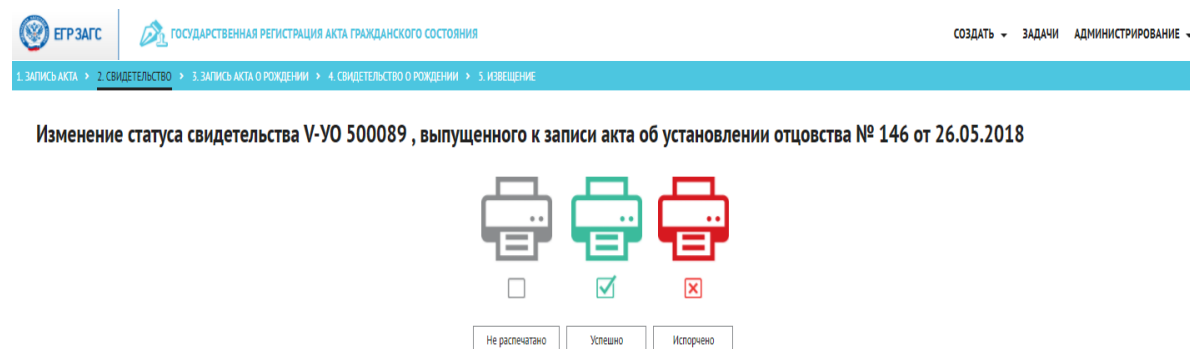 ЕГР ЗАГС
ГОСУДАРСТВЕННАЯ РЕГИСТРАЦИЯ АКТА ГРАЖДАНСКОГО СОСТОЯНИЯ
СОЗДАТЬ ЗАДАЧИ АДМИНИСТРИРОВАНИЕ
1. ЗАПИСЬ АКТА > 2. СВИДЕТЕЛЬСТВО > 3. ЗАПИСЬ АКТА О РОЖДЕНИИ > 4. СВИДЕТЕЛЬСТВО О РОЖДЕНИИ > 5. ИЗВЕЩЕНИЕ
Изменение статуса свидетельства V-УО 500089 , выпущенного к записи акта об установлении отцовства № 146 от 26.05.2018
Не распечатано Успешно Испорчено